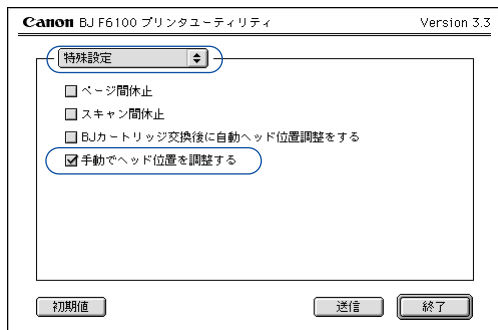 Canon BJ F6100 プリンタユーティリティ Version 3.3
特殊設定
ページ間休止
スキャン間休止
BJカートリッジ交換後に自動ヘッド位置調整をする
手動でヘッド位置を調整する
初期値 送信 終了